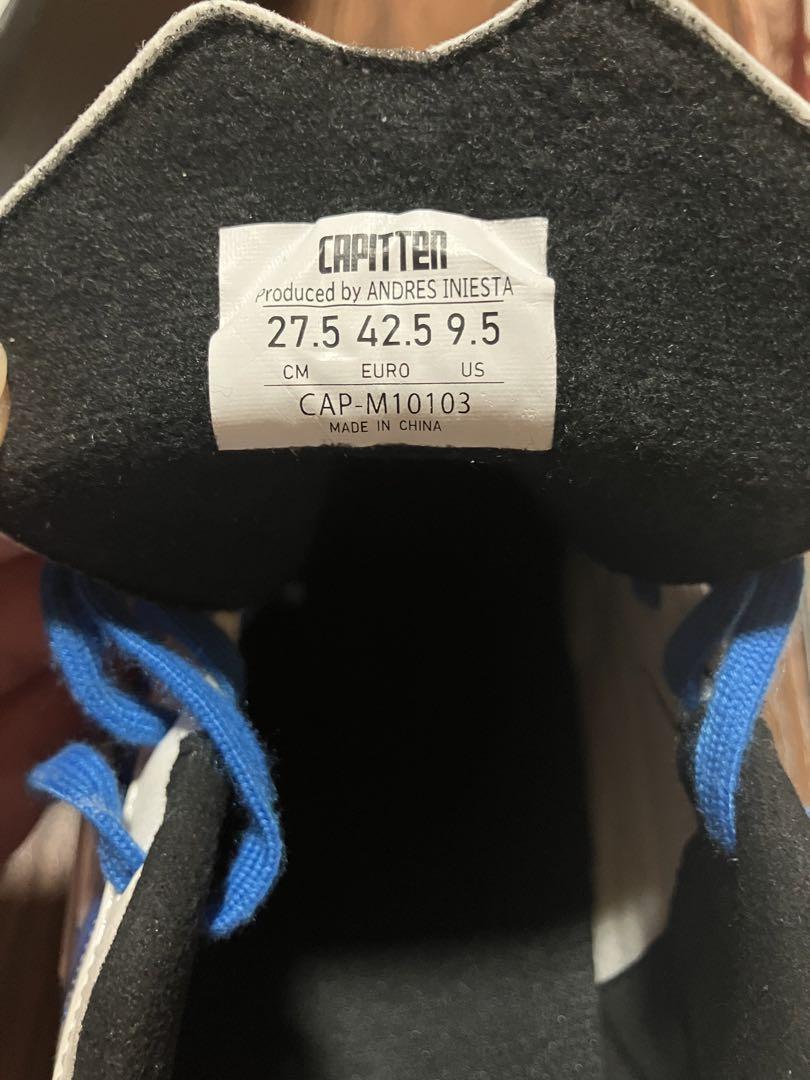 CAPITTEN
Produced by ANDRES INIESTA
27.5 42.5 9.5
CM EURO US
CAP-M10103
MADE IN CHINA